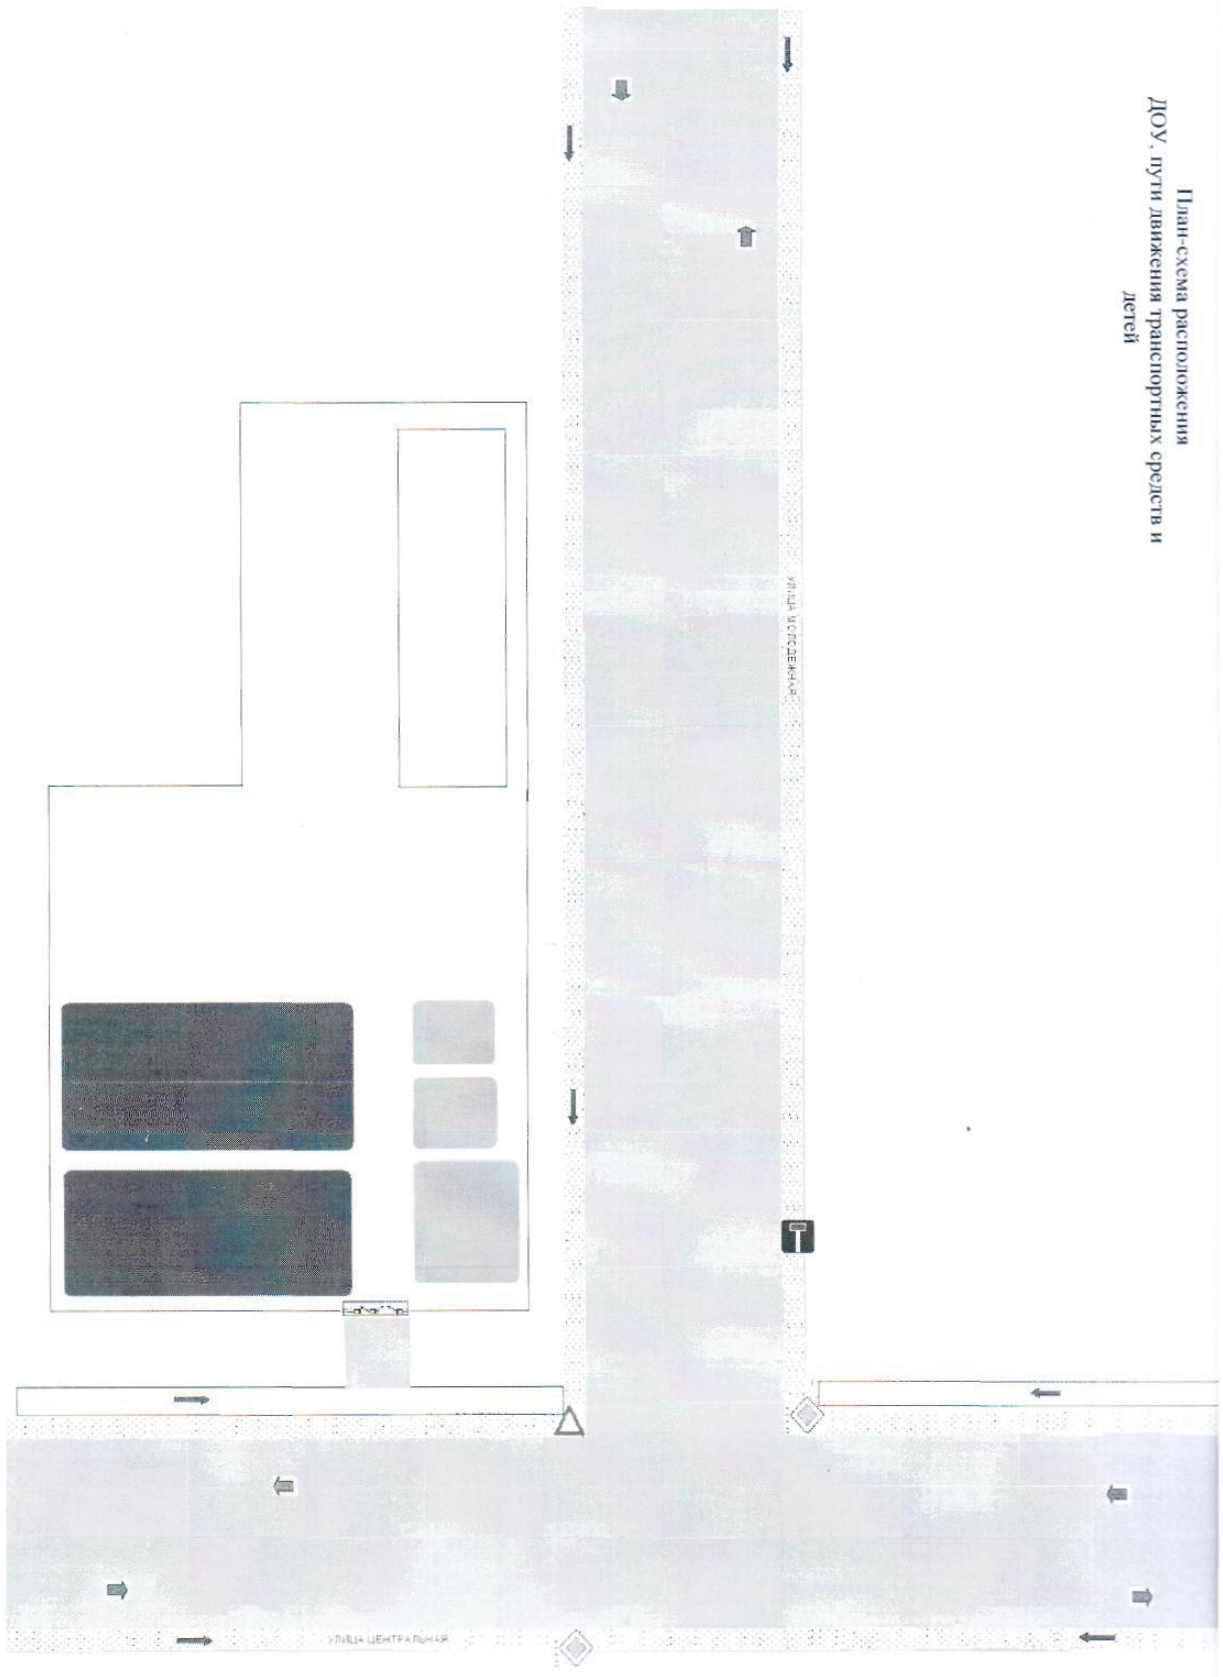 План-схема расположения
ДОУ, пути движения транспортных средств и
детей
УЛИЦА МОЛОДЕЖНАЯ
УЛИЦА ЦЕНТРАЛЬНАЯ